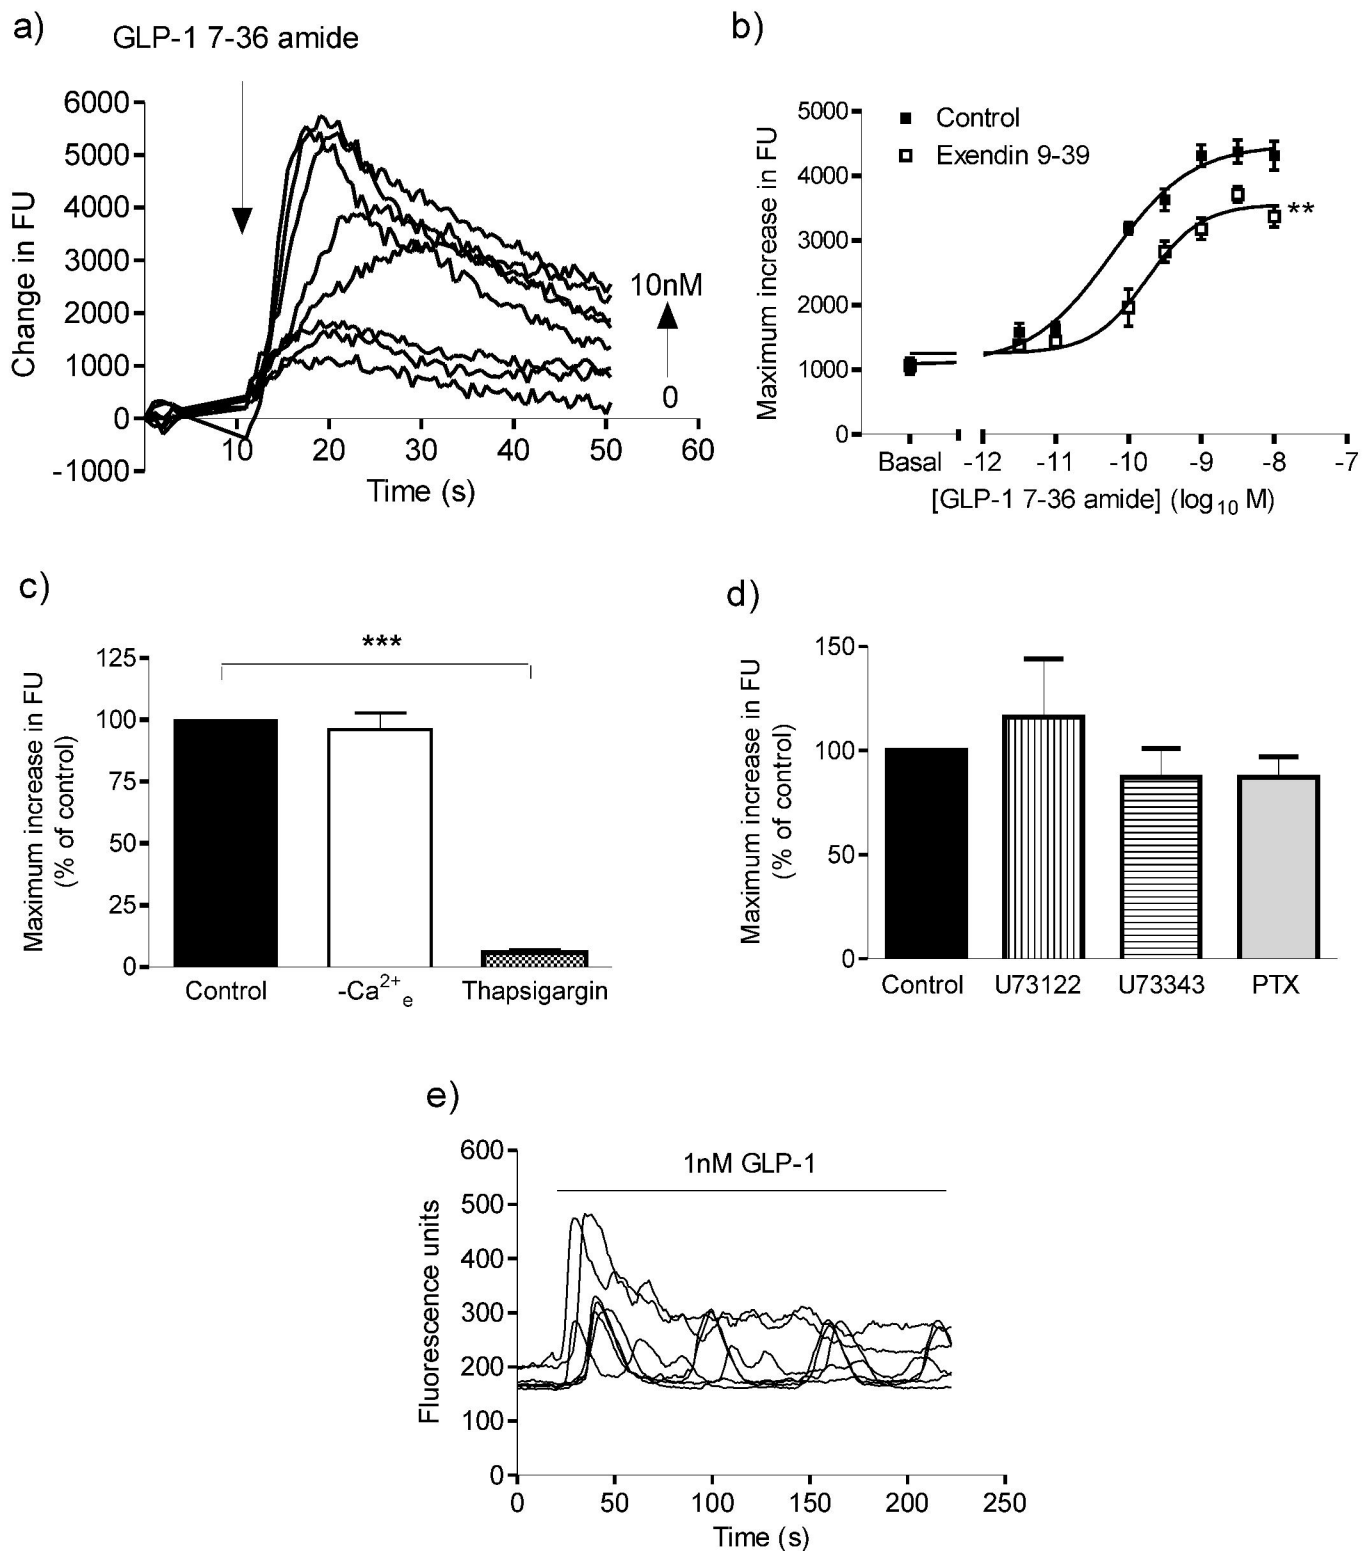 a)
GLP-1 7-36 amide
6000
5000
4000
3000
2000
1000
0
-1000
Change in FU
10
20
30
40
50
60
Time (s)
10nM
0
b)
Control
Exendin 9-39
5000
4000
3000
2000
1000
0
Maximum increase in FU
**
Basal
-12
-11
-10
-9
-8
-7
[GLP-1 7-36 amide] (log10 M)
c)
***
125
100
75
50
25
0
Maximum increase in FU
(% of control)
Control
-Ca2+e
Thapsigargin
d)
150
100
50
0
Maximum increase in FU
(% of control)
Control
U73122
U73343
PTX
e)
1nM GLP-1
600
500
400
300
200
100
0
Fluorescence units
0
50
100
150
200
250
Time (s)